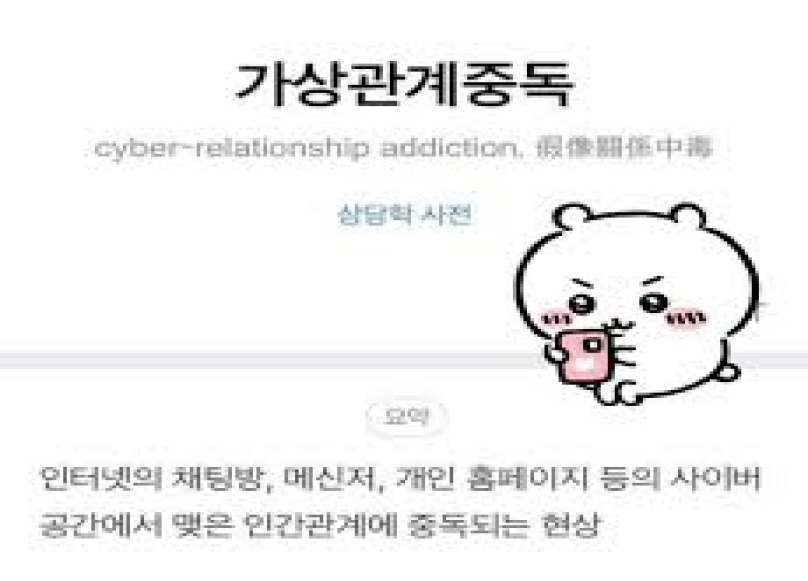 가상관계중독
cyber-relationship addiction, 假像關係中毒
상담학 사전
요약
인터넷의 채팅방, 메신저, 개인 홈페이지 등의 사이버
공간에서 맺은 인간관계에 중독되는 현상